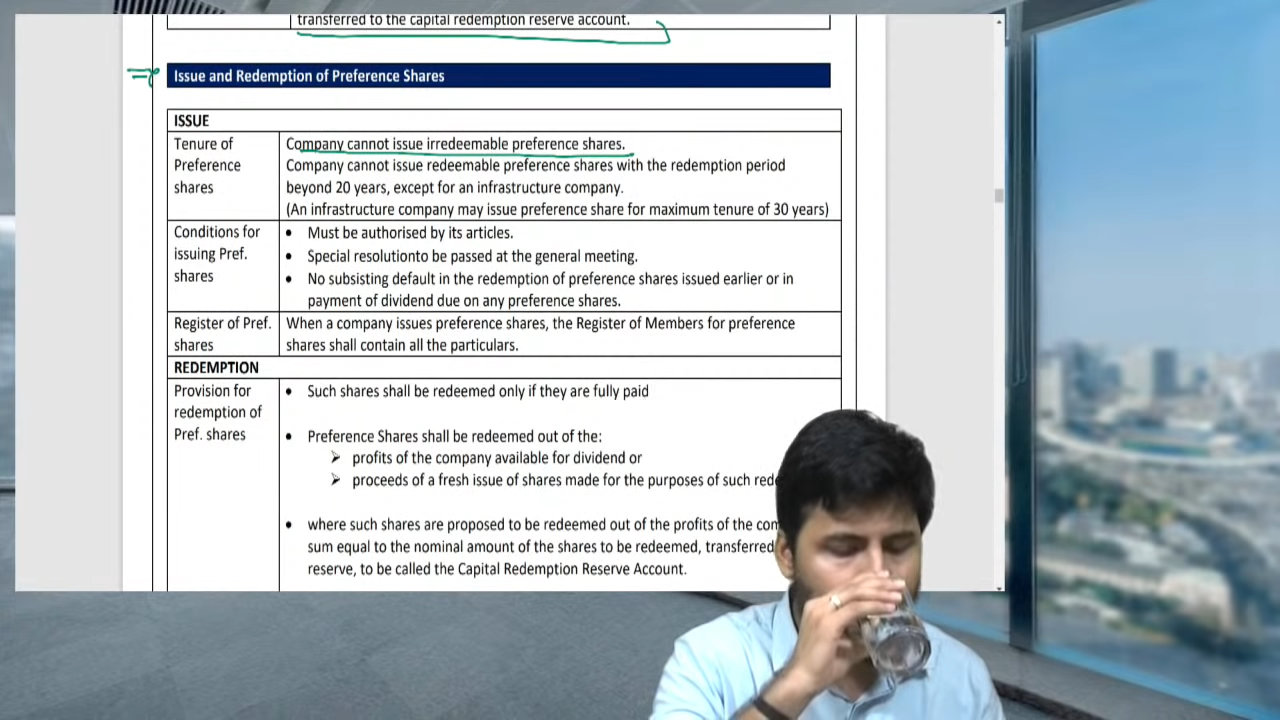 transferred to the capital redemption reserve account.
Issue and Redemption of Preference Shares
ISSUE
Tenure of
Preference
shares
Company cannot issue irredeemable preference shares.
Company cannot issue redeemable preference shares with the redemption period
beyond 20 years, except for an infrastructure company.
(An infrastructure company may issue preference share for maximum tenure of 30 years)
Conditions for
issuing Pref.
shares
• Must be authorised by its articles.
• Special resolutionto be passed at the general meeting.
• No subsisting default in the redemption of preference shares issued earlier or in
payment of dividend due on any preference shares.
Register of Pref.
shares
When a company issues preference shares, the Register of Members for preference
shares shall contain all the particulars.
REDEMPTION
Provision for
redemption of
Pref. shares
• Such shares shall be redeemed only if they are fully paid
• Preference Shares shall be redeemed out of the:
➢ profits of the company available for dividend or
➢ proceeds of a fresh issue of shares made for the purposes of such
• where such shares are proposed to be redeemed out of the profits of the
sum equal to the nominal amount of the shares to be redeemed, transferred
reserve, to be called the Capital Redemption Reserve Account.